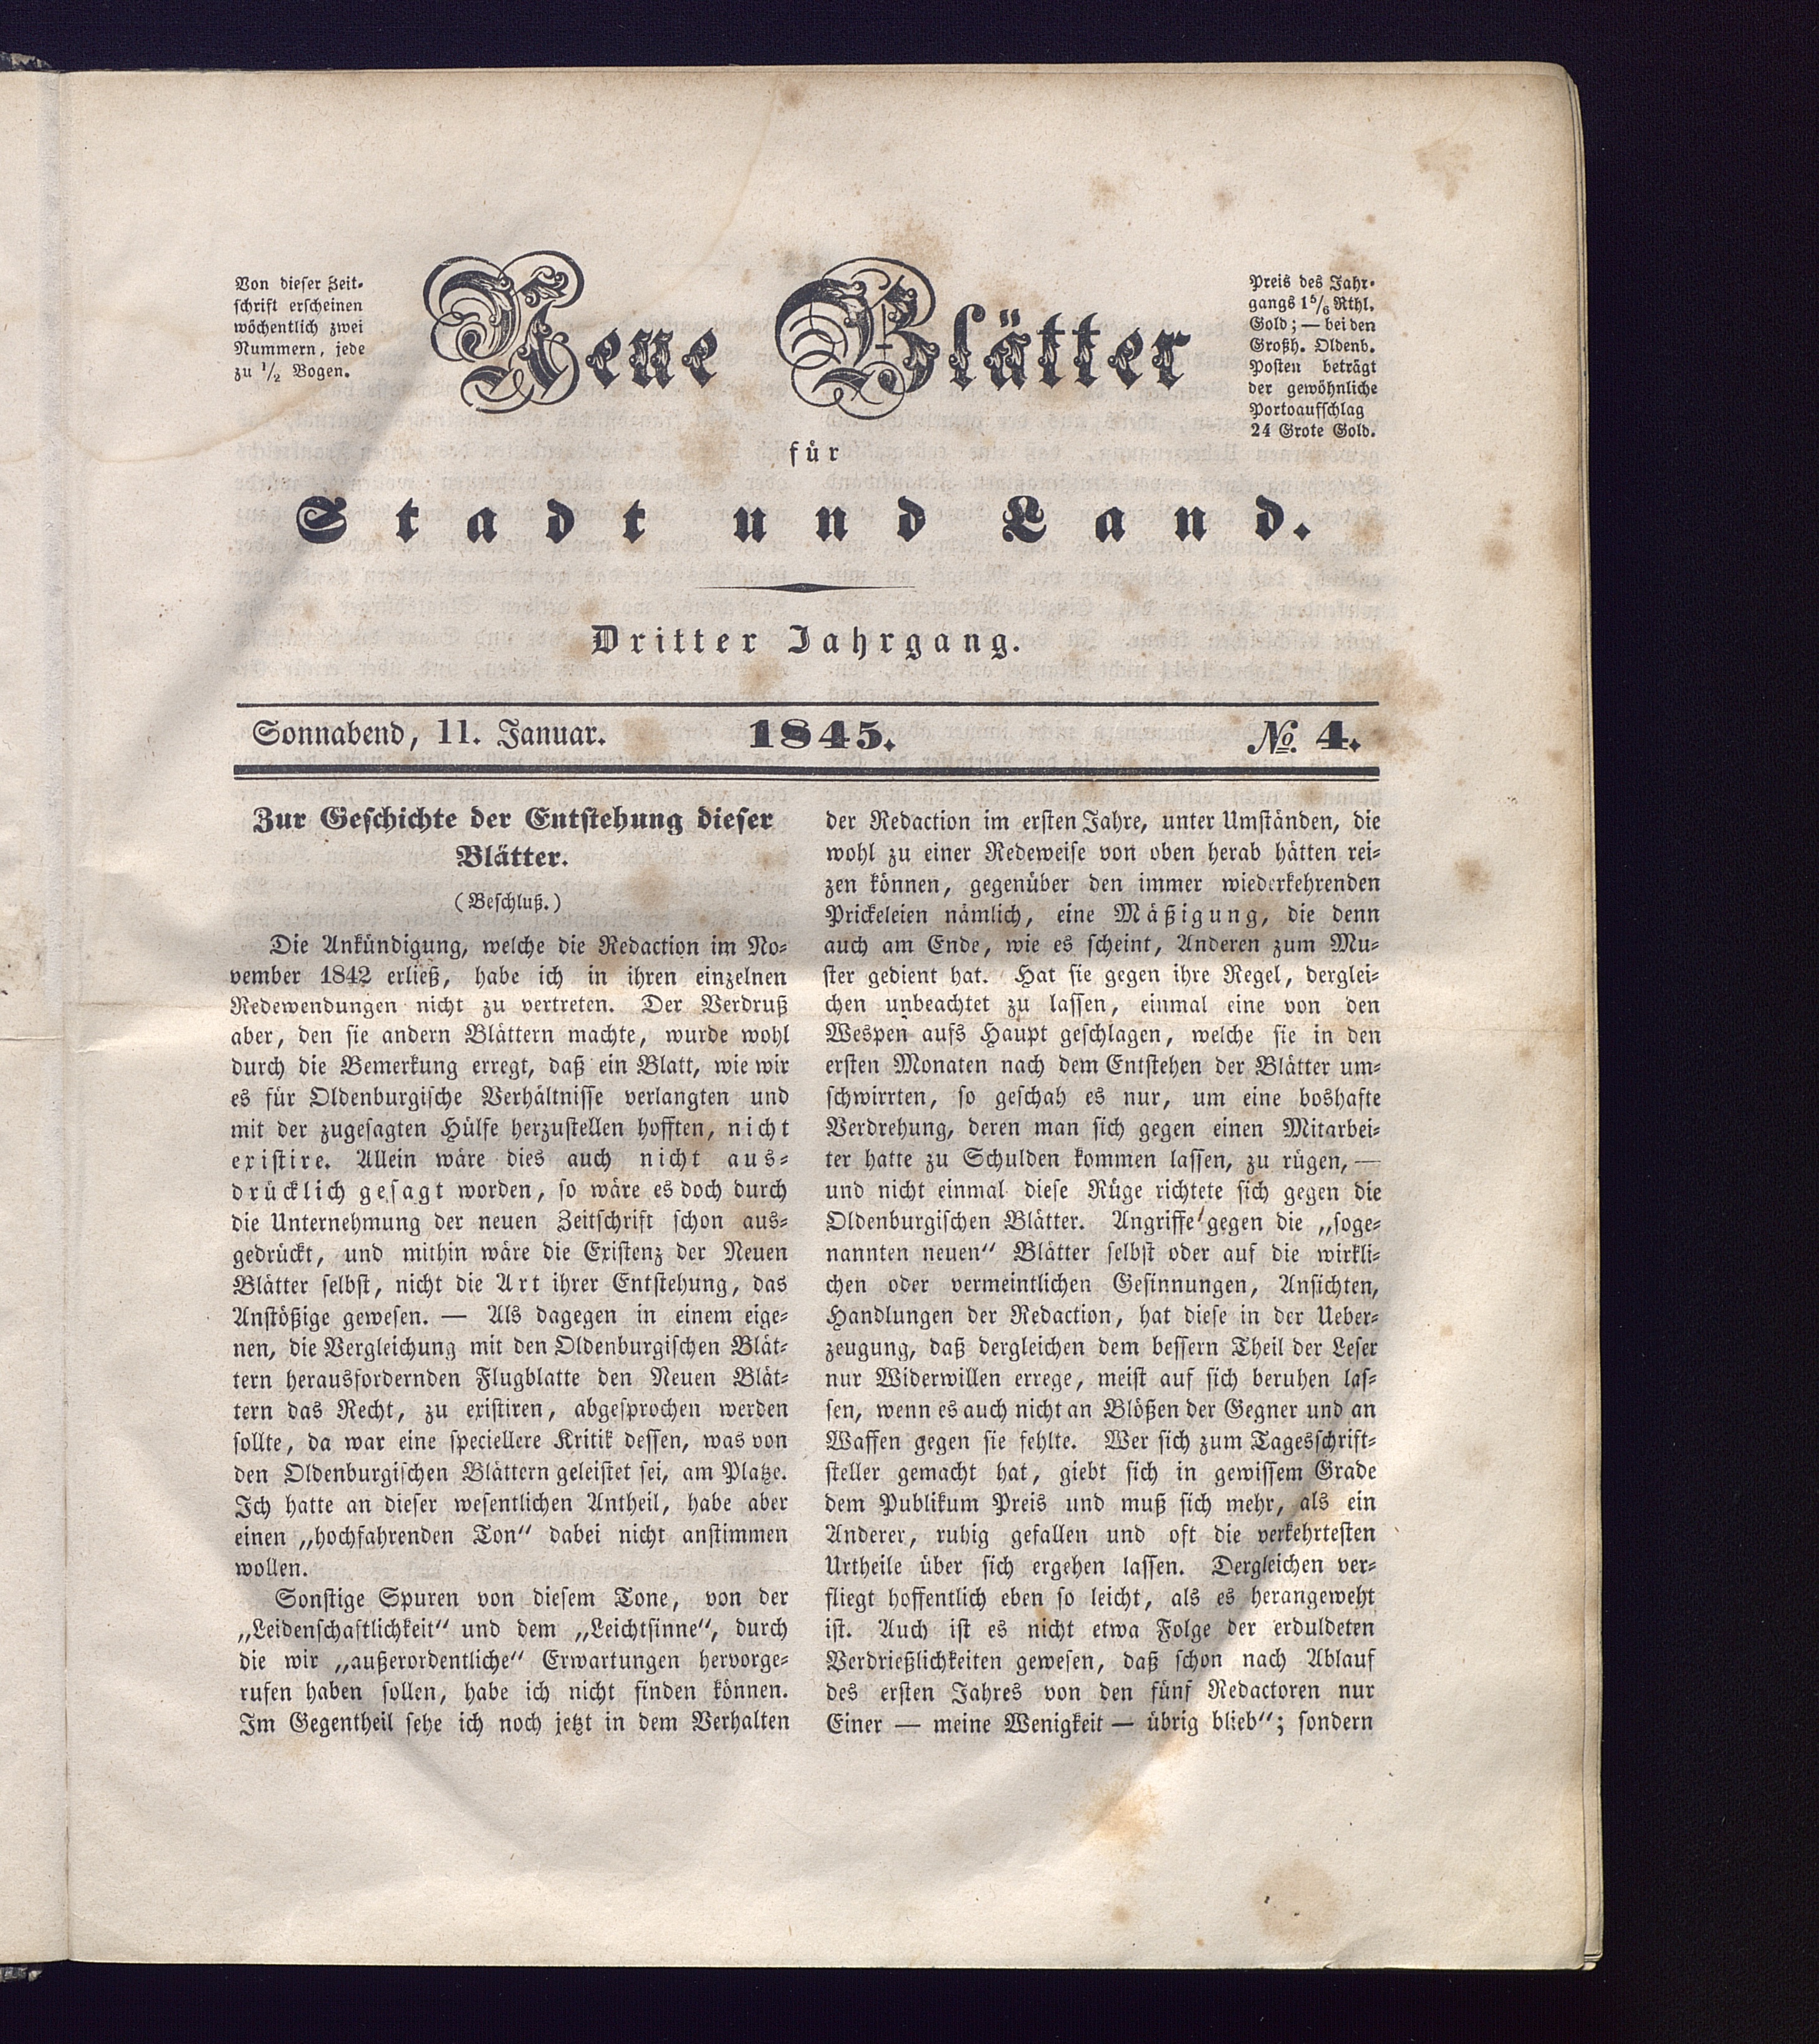 Von dieser Zeit-
schrift erscheinen
wöchentlich zwei
Nummern, jede
zu 1/2 Bogen.
Neue Blätter
Preis des Jahr-
gangs 1 5/6 Rthl.
Gold; — bei den
Großh. Oldenb.
Posten beträgt
der gewöhnliche
Portoaufschlag
24 Grote Gold.
für
Stadt und Land.
Dritter Jahrgang.
Sonnabend, 11. Januar. 1845. No. 4.
Zur Geschichte der Entstehung dieser
Blätter.
(Beschluß.)
Die Ankündigung, welche die Redaction im No-
vember 1842 erließ, habe ich in ihren einzelnen
Redewendungen nicht zu vertreten. Der Verdruß
aber, den sie andern Blättern machte, wurde wohl
durch die Bemerkung erregt, daß ein Blatt, wie wir
es für Oldenburgische Verhältnisse verlangten und
mit der zugesagten Hülfe herzustellen hofften, nicht
existire. Allein wäre dies auch nicht aus-
drücklich gesagt worden, so wäre es doch durch
die Unternehmung der neuen Zeitschrift schon aus-
gedrückt, und mithin wäre die Existenz der Neuen
Blätter selbst, nicht die Art ihrer Entstehung, das
Anstößige gewesen. — Als dagegen in einem eige-
nen, die Vergleichung mit den Oldenburgischen Blät-
tern herausfordernden Flugblatte den Neuen Blät-
tern das Recht, zu existiren, abgesprochen werden
sollte, da war eine speciellere Kritik dessen, was von
den Oldenburgischen Blättern geleistet sei, am Platze.
Ich hatte an dieser wesentlichen Antheil, habe aber
einen „hochfahrenden Ton“ dabei nicht anstimmen
wollen.
Sonstige Spuren von diesem Tone, von der
„Leidenschaftlichkeit“ und dem „Leichtsinne“, durch
die wir „außerordentliche“ Erwartungen hervorge-
rufen haben sollen, habe ich nicht finden können.
Im Gegentheil sehe ich noch jetzt in dem Verhalten
der Redaction im ersten Jahre, unter Umständen, die
wohl zu einer Redeweise von oben herab hätten rei-
zen können, gegenüber den immer wiederkehrenden
Prickeleien nämlich, eine Mäßigung, die denn
auch am Ende, wie es scheint, Anderen zum Mu-
ster gedient hat. Hat sie gegen ihre Regel, derglei-
chen unbeachtet zu lassen, einmal eine von den
Wespen aufs Haupt geschlagen, welche sie in den
ersten Monaten nach dem Entstehen der Blätter um-
schwirrten, so geschah es nur, um eine boshafte
Verdrehung, deren man sich gegen einen Mitarbei-
ter hatte zu Schulden kommen lassen, zu rügen, —
und nicht einmal diese Rüge richtete sich gegen die
Oldenburgischen Blätter. Angriffe gegen die „soge-
nannten neuen“ Blätter selbst oder auf die wirkli-
chen oder vermeintlichen Gesinnungen, Ansichten,
Handlungen der Redaction, hat diese in der Ueber-
zeugung, daß dergleichen dem bessern Theil der Leser
nur Widerwillen errege, meist auf sich beruhen las-
sen, wenn es auch nicht an Blößen der Gegner und an
Waffen gegen sie fehlte. Wer sich zum Tagesschrift-
steller gemacht hat, giebt sich in gewissem Grade
dem Publikum Preis und muß sich mehr, als ein
Anderer, ruhig gefallen und oft die verkehrtesten
Urtheile über sich ergehen lassen. Dergleichen ver-
fliegt hoffentlich eben so leicht, als es herangeweht
ist. Auch ist es nicht etwa Folge der erduldeten
Verdrießlichkeiten gewesen, daß schon nach Ablauf
des ersten Jahres von den fünf Redactoren nur
Einer — meine Wenigkeit — übrig blieb“; sondern